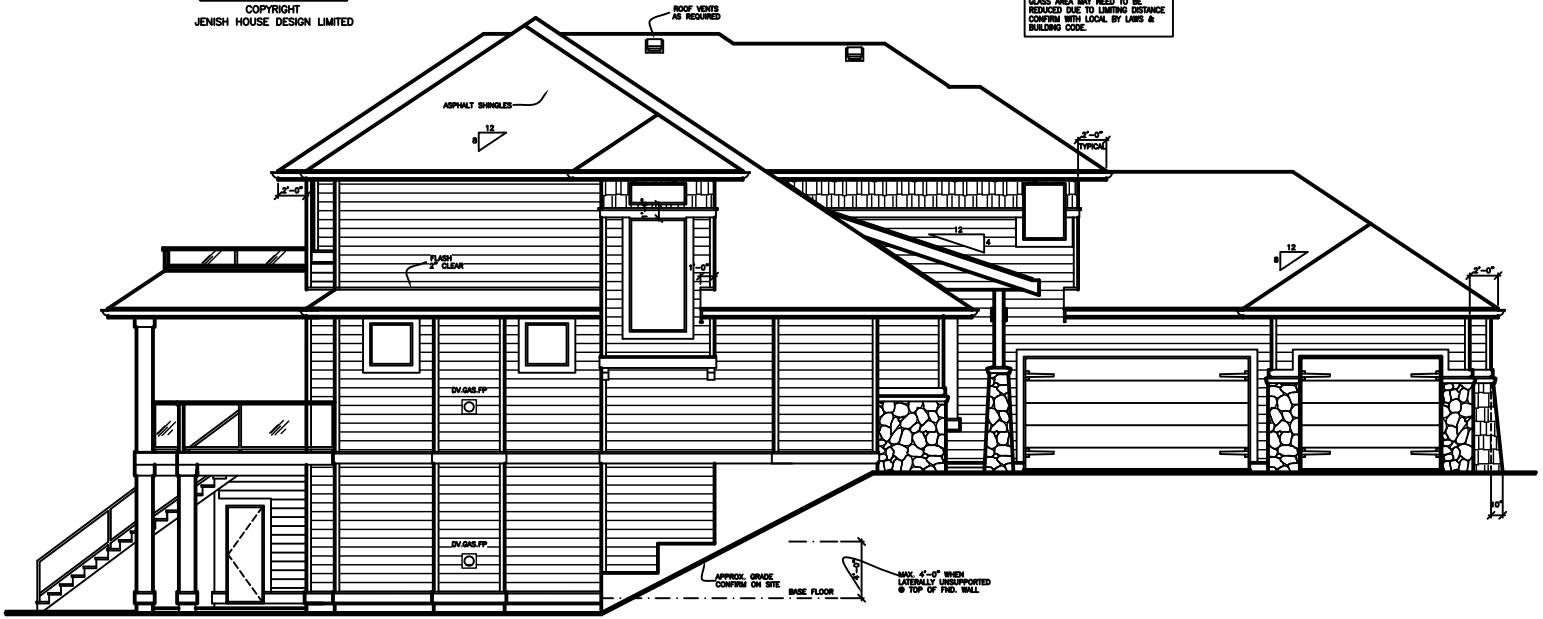 COPYRIGHT
JENISH HOUSE DESIGN LIMITED
ROOF VENTS
AS REQUIRED
GLASS AREA MAY NEED TO BE
REDUCED DUE TO LIMITING DISTANCE
CONFIRM WITH LOCAL BY LAWS &
BUILDING CODE.
ASPHALT SHINGLES
12
8
2'-0"
TYPICAL
2'-0"
12
4
12
8
FLASH
2" CLEAR
1'-0"
2'-0"
DV.GAS.FP
DV.GAS.FP
10"
APPROX. GRADE
CONFIRM ON SITE
BASE FLOOR
4'-0"
MAX. 4'-0" WHEN
LATERALLY UNSUPPORTED
@ TOP OF FND. WALL